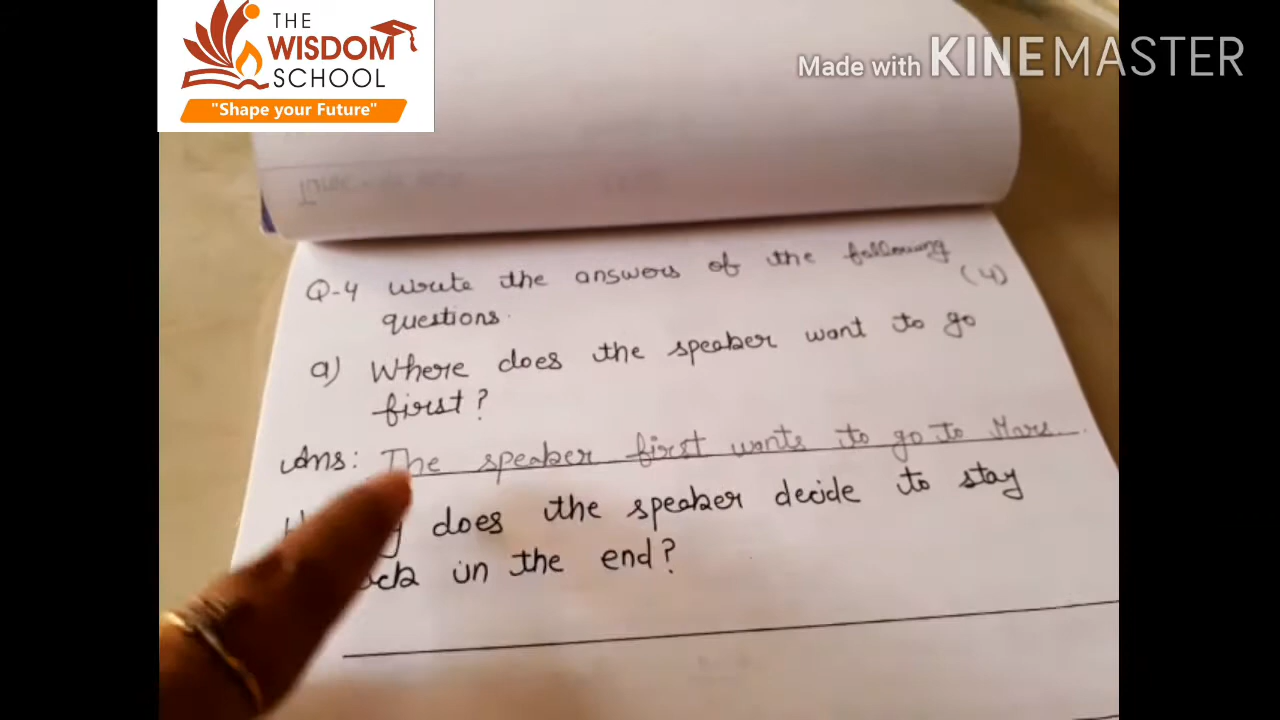 THE
WISDOM
SCHOOL
"Shape your Future"
Made with KINEMASTER
Q-4 Write the answers of the following
questions. (4)
a) Where does the speaker want to go
first?
Ans: The speaker first wants to go to Mars.
does the speaker decide to stay
in the end?